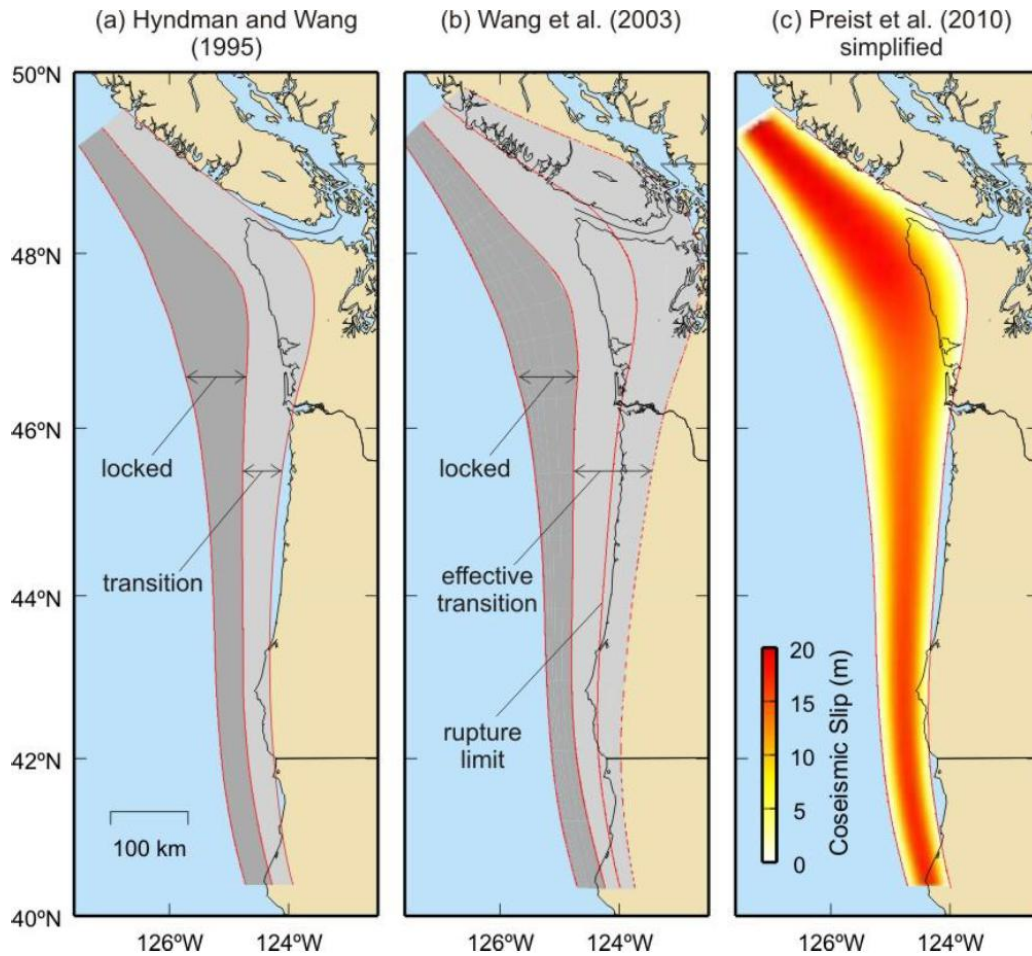 (a) Hyndman and Wang
(1995)
(b) Wang et al. (2003)
(c) Preist et al. (2010)
simplified
50ºN
48ºN
46ºN
44ºN
42ºN
40ºN
locked
transition
100 km
locked
effective
transition
rupture
limit
20
15
10
5
0
Coseismic Slip (m)
126ºW
124ºW
126ºW
124ºW
126ºW
124ºW